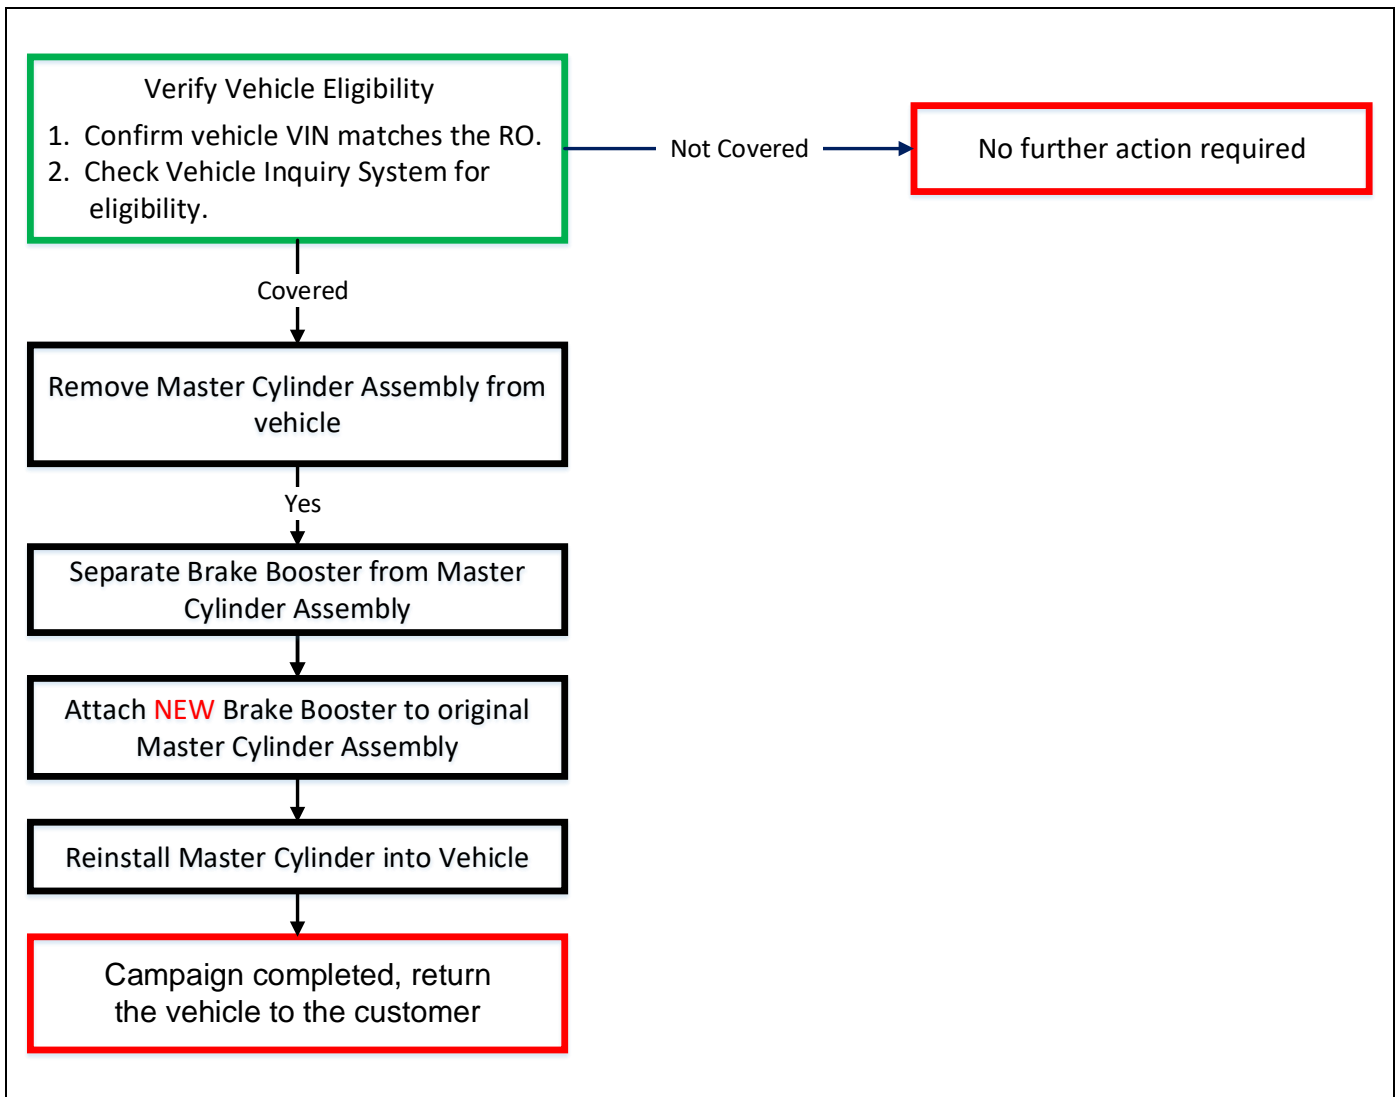 Verify Vehicle Eligibility
1. Confirm vehicle VIN matches the RO.
2. Check Vehicle Inquiry System for
eligibility.
Not Covered
No further action required
Covered
Remove Master Cylinder Assembly from
vehicle
Yes
Separate Brake Booster from Master
Cylinder Assembly
Attach NEW Brake Booster to original
Master Cylinder Assembly
Reinstall Master Cylinder into Vehicle
Campaign completed, return
the vehicle to the customer